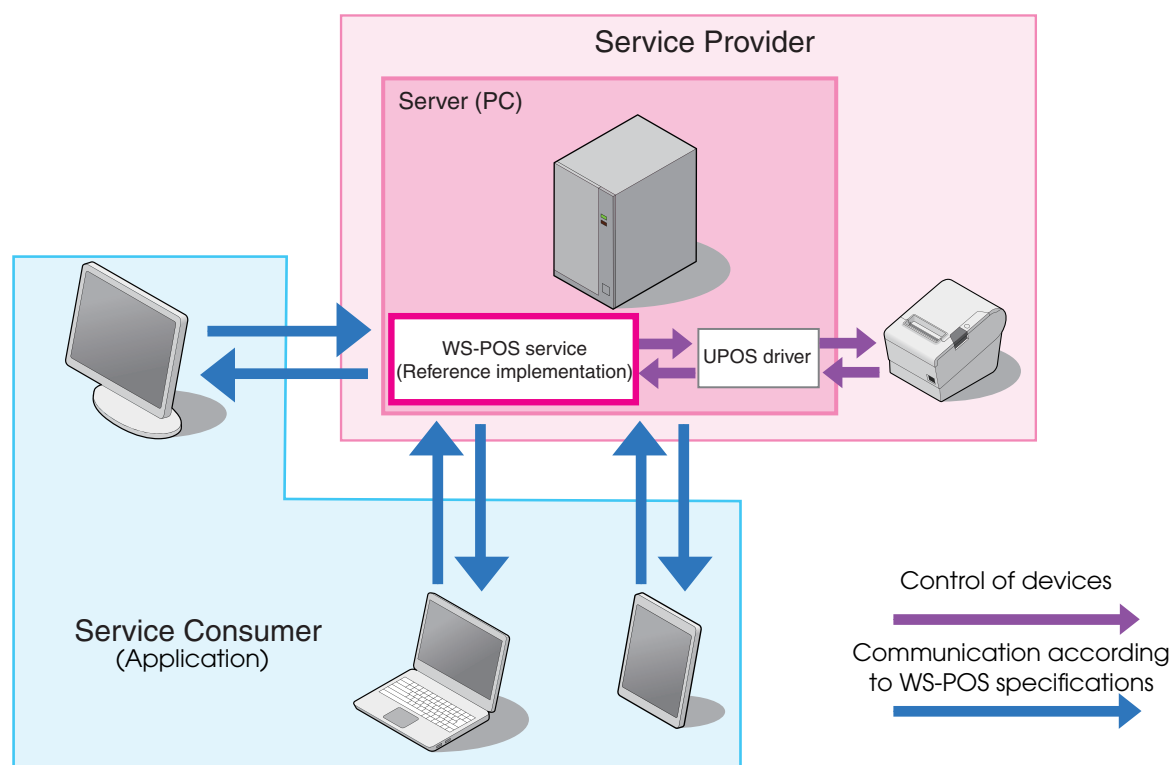 Service Provider
Server (PC)
WS-POS service
(Reference implementation)
UPOS driver
Service Consumer
(Application)
Control of devices
Communication according
to WS-POS specifications